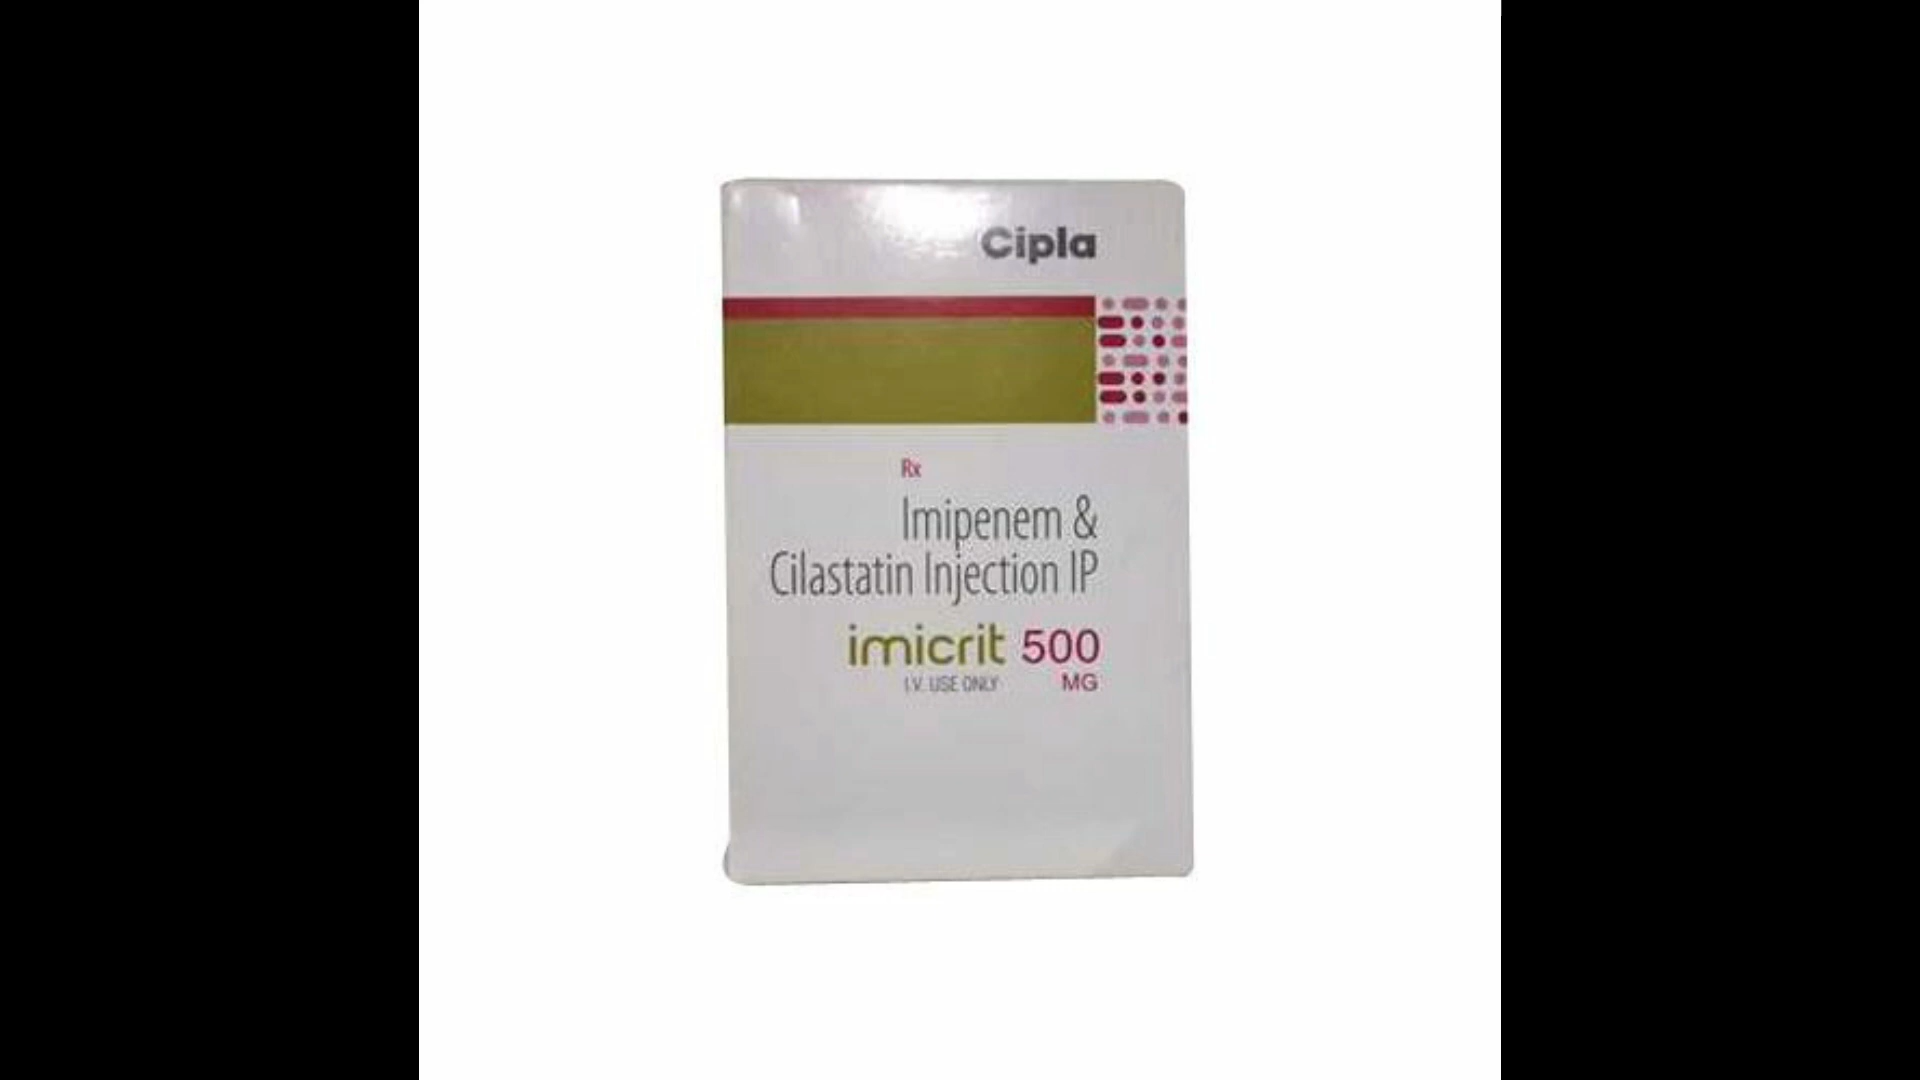 Cipla
Rx
Imipenem &
Cilastatin Injection IP
imicrit 500
I.V. USE ONLY MG